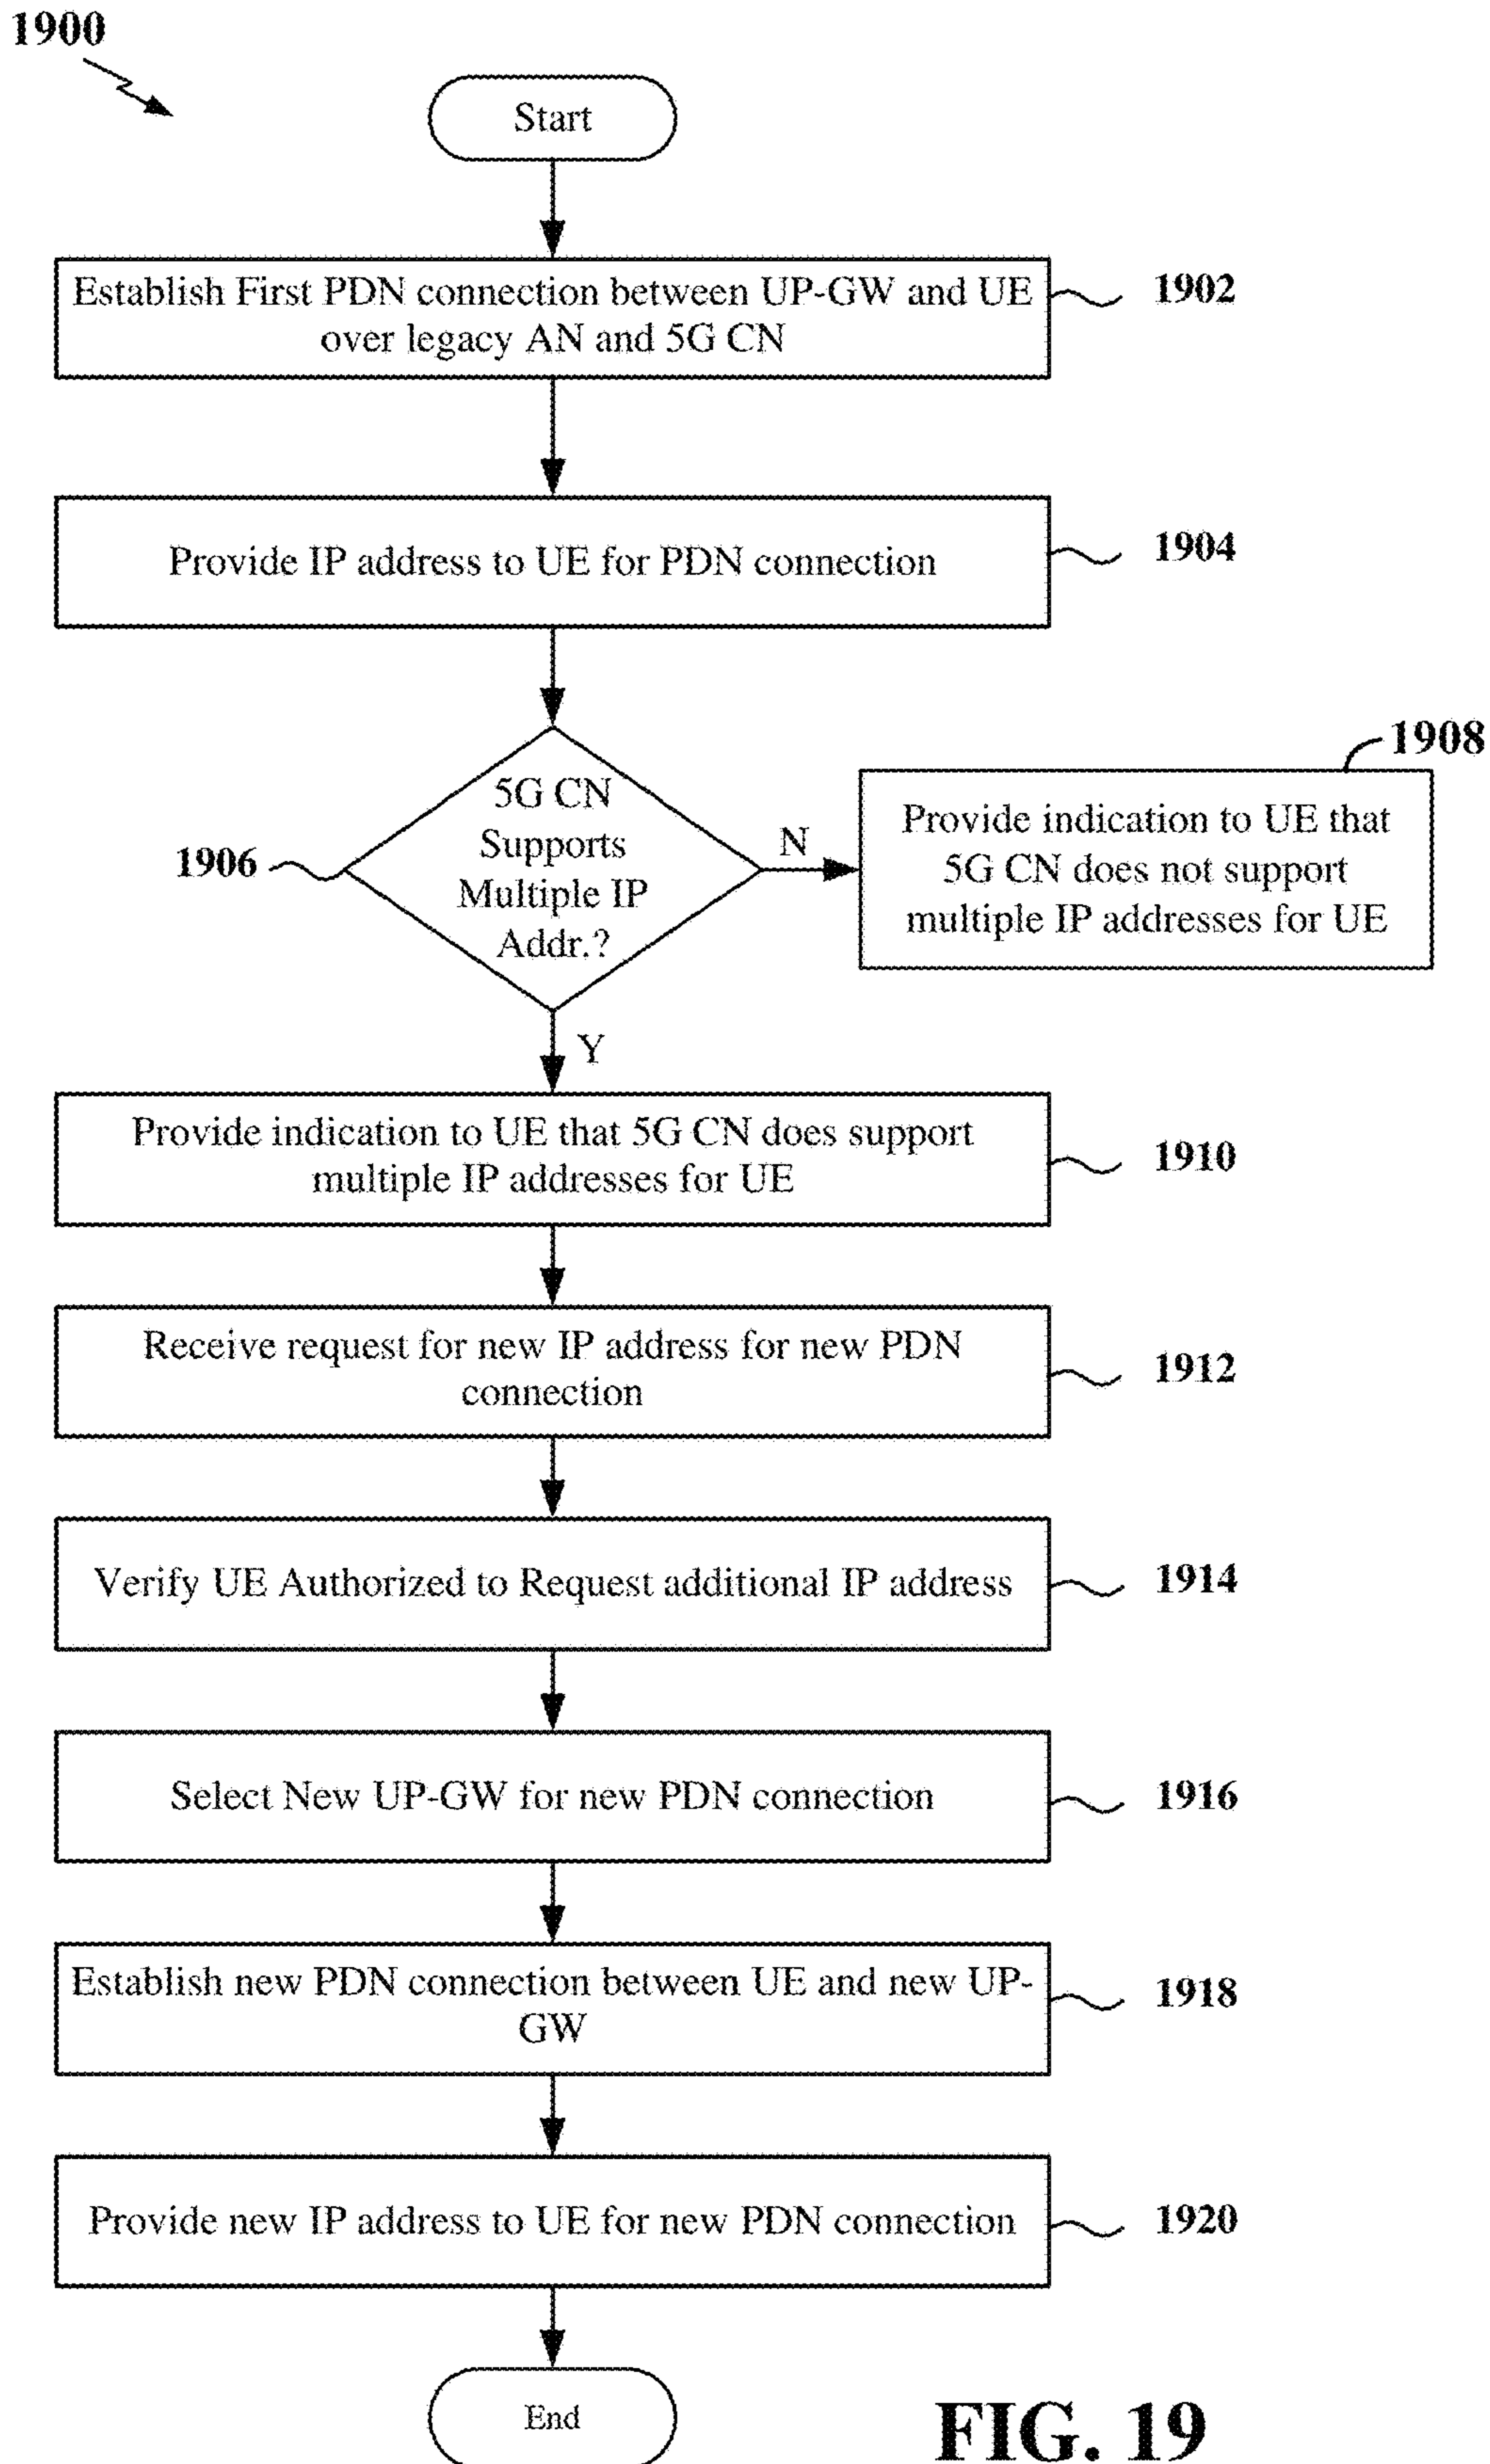 1900
Start
Establish First PDN connection between UP-GW and UE
over legacy AN and 5G CN
1902
Provide IP address to UE for PDN connection
1904
5G CN
Supports
Multiple IP
Addr.?
1906
N
1908
Provide indication to UE that
5G CN does not support
multiple IP addresses for UE
Y
Provide indication to UE that 5G CN does support
multiple IP addresses for UE
1910
Receive request for new IP address for new PDN
connection
1912
Verify UE Authorized to Request additional IP address
1914
Select New UP-GW for new PDN connection
1916
Establish new PDN connection between UE and new UP-
GW
1918
Provide new IP address to UE for new PDN connection
1920
End
FIG. 19